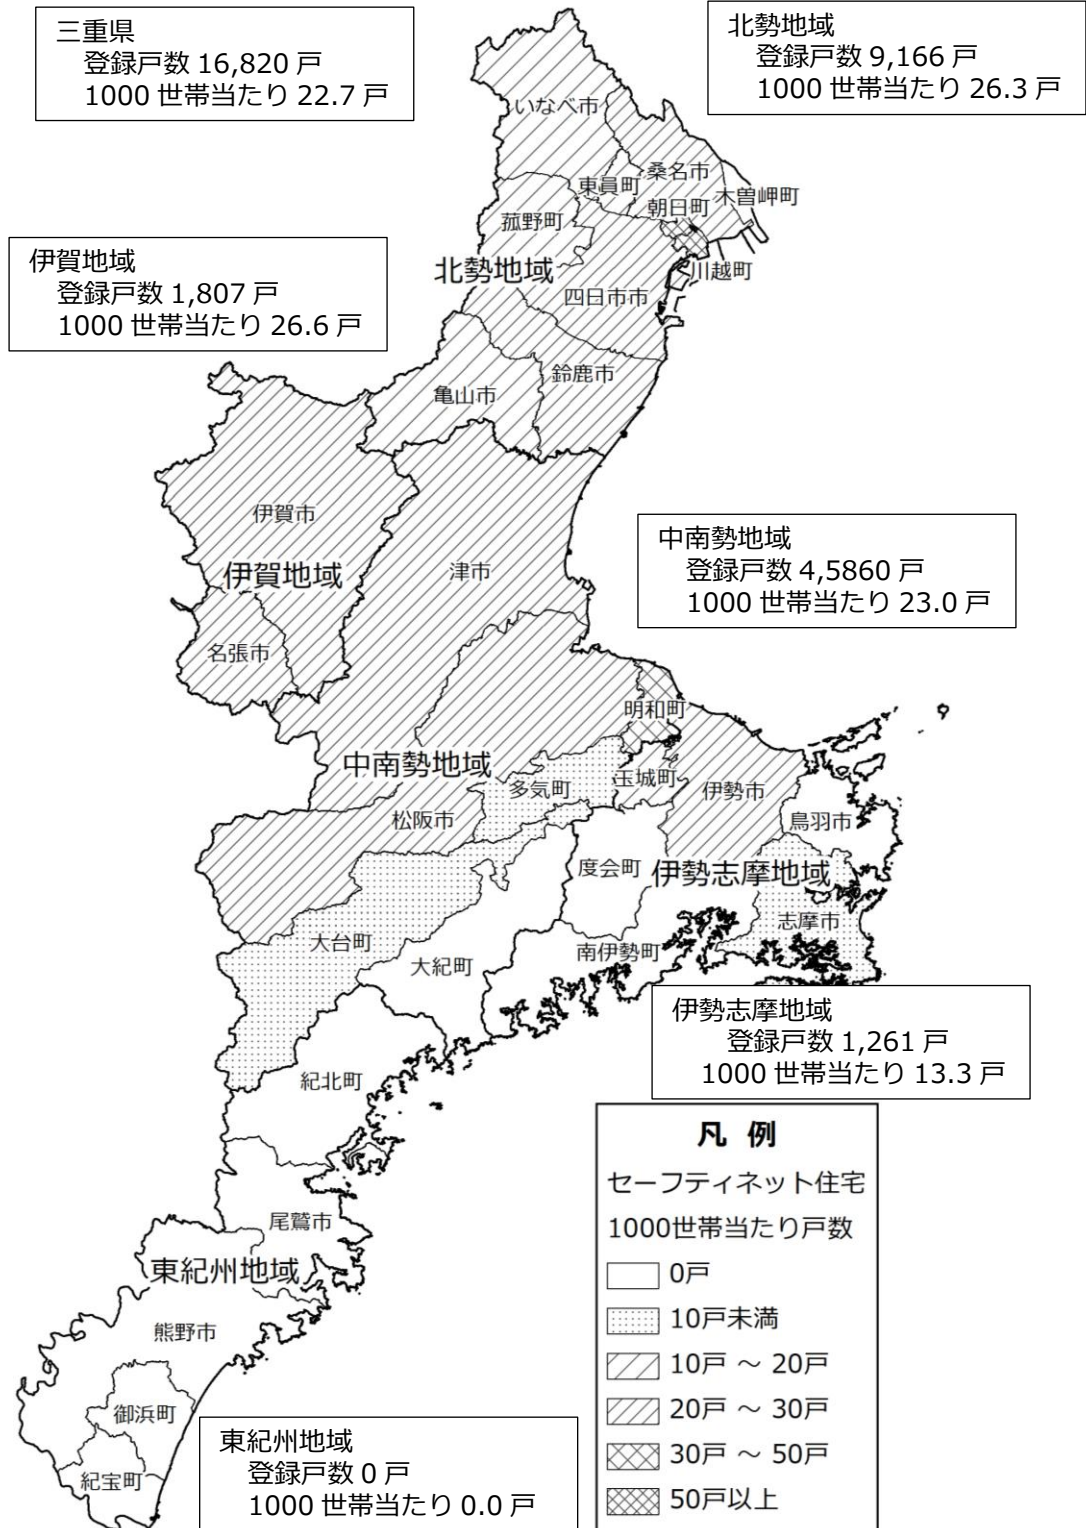 三重県
登録戸数 16,820 戸
1000 世帯当たり 22.7 戸
北勢地域
登録戸数 9,166 戸
1000 世帯当たり 26.3 戸
いなべ市
桑名市
東員町
木曽岬町
朝日町
菰野町
川越町
北勢地域
四日市市
伊賀地域
登録戸数 1,807 戸
1000 世帯当たり 26.6 戸
鈴鹿市
亀山市
伊賀市
津市
伊賀地域
名張市
中南勢地域
登録戸数 4,5860 戸
1000 世帯当たり 23.0 戸
明和町
中南勢地域
多気町
玉城町
伊勢市
松阪市
鳥羽市
度会町
伊勢志摩地域
志摩市
大台町
南伊勢町
大紀町
伊勢志摩地域
登録戸数 1,261 戸
1000 世帯当たり 13.3 戸
紀北町
尾鷲市
東紀州地域
熊野市
御浜町
紀宝町
東紀州地域
登録戸数 0 戸
1000 世帯当たり 0.0 戸
凡 例
セーフティネット住宅
1000世帯当たり戸数
0戸
10戸未満
10戸 ～ 20戸
20戸 ～ 30戸
30戸 ～ 50戸
50戸以上